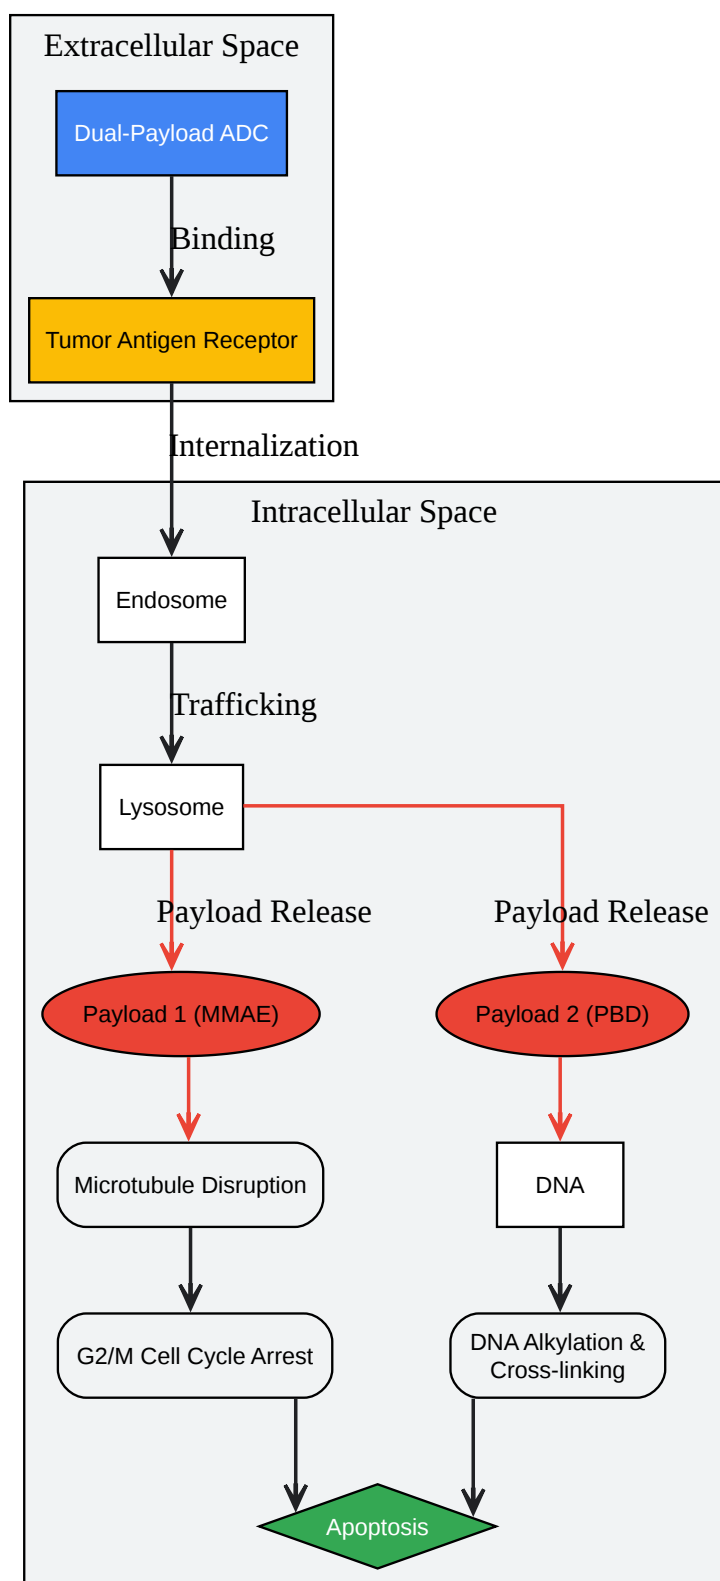 Extracellular Space
Dual-Payload ADC
Binding
Tumor Antigen Receptor
Internalization
Intracellular Space
Endosome
Trafficking
Lysosome
Payload Release
Payload Release
Payload 1 (MMAE)
Payload 2 (PBD)
Microtubule Disruption
DNA
G2/M Cell Cycle Arrest
DNA Alkylation &
Cross-linking
Apoptosis